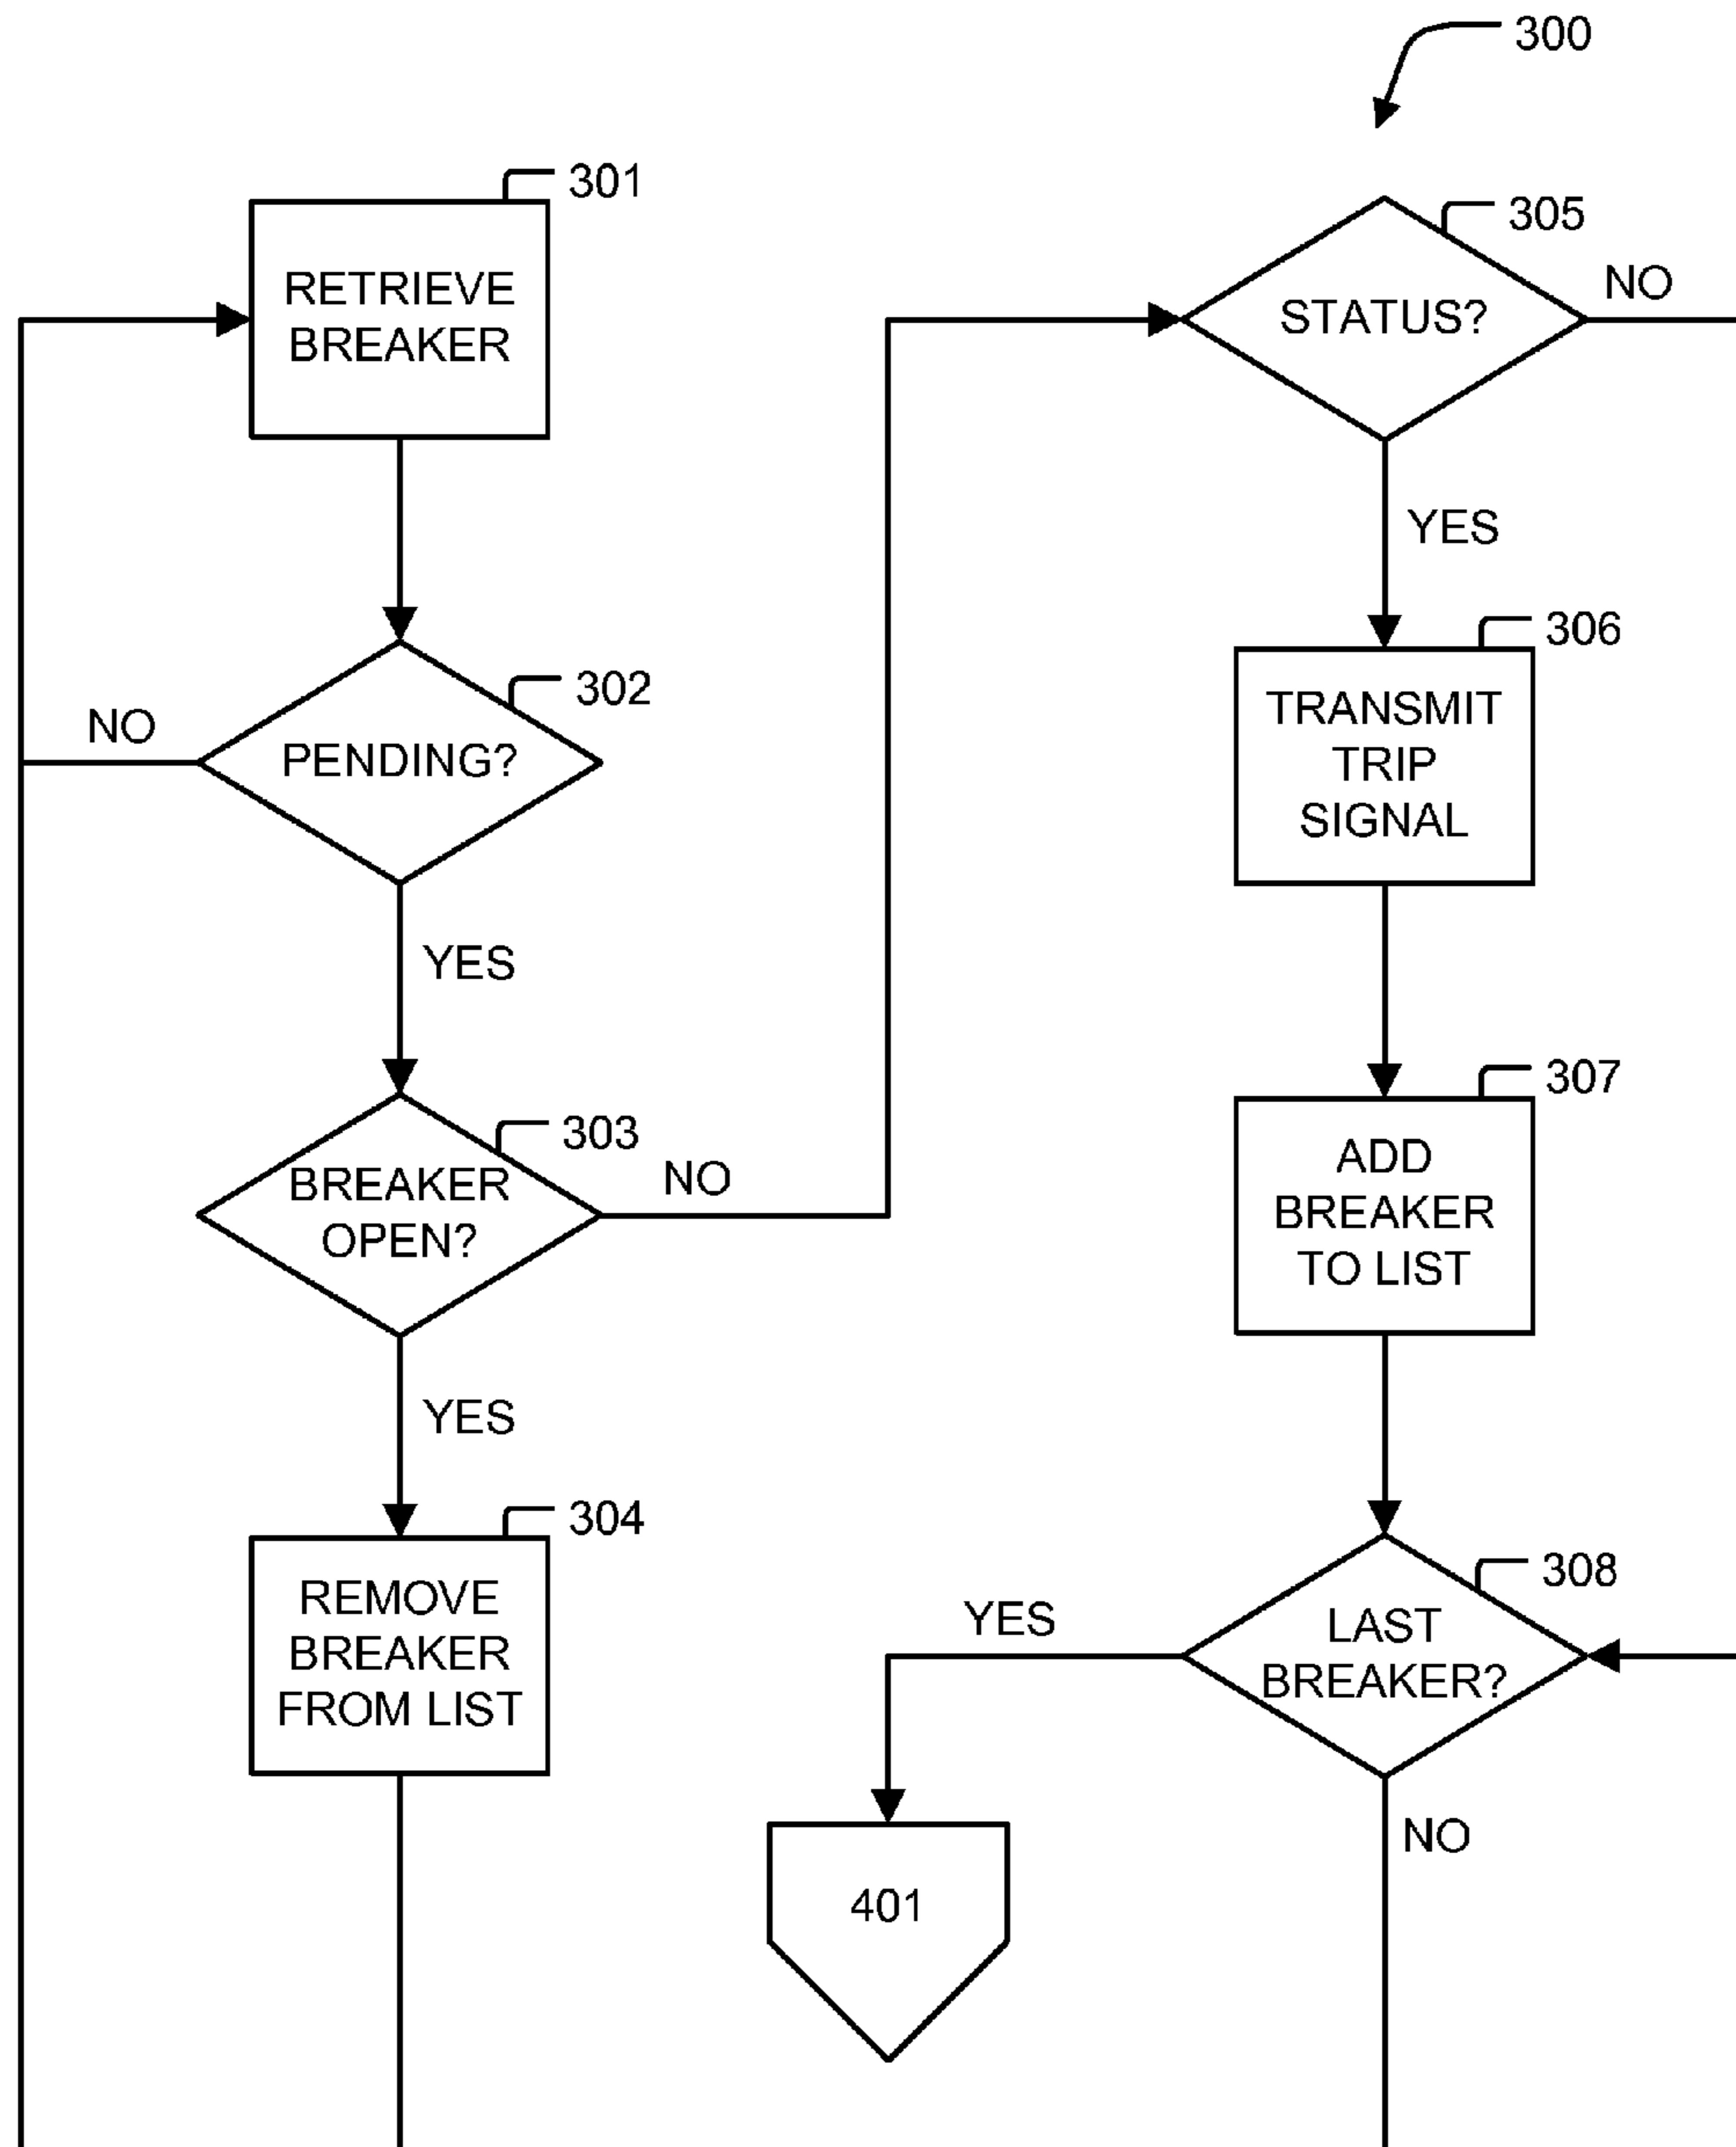 300
301
RETRIEVE
BREAKER
302
PENDING?
NO
YES
303
BREAKER
OPEN?
NO
YES
304
REMOVE
BREAKER
FROM LIST
305
STATUS?
NO
YES
306
TRANSMIT
TRIP
SIGNAL
307
ADD
BREAKER
TO LIST
308
LAST
BREAKER?
YES
NO
401